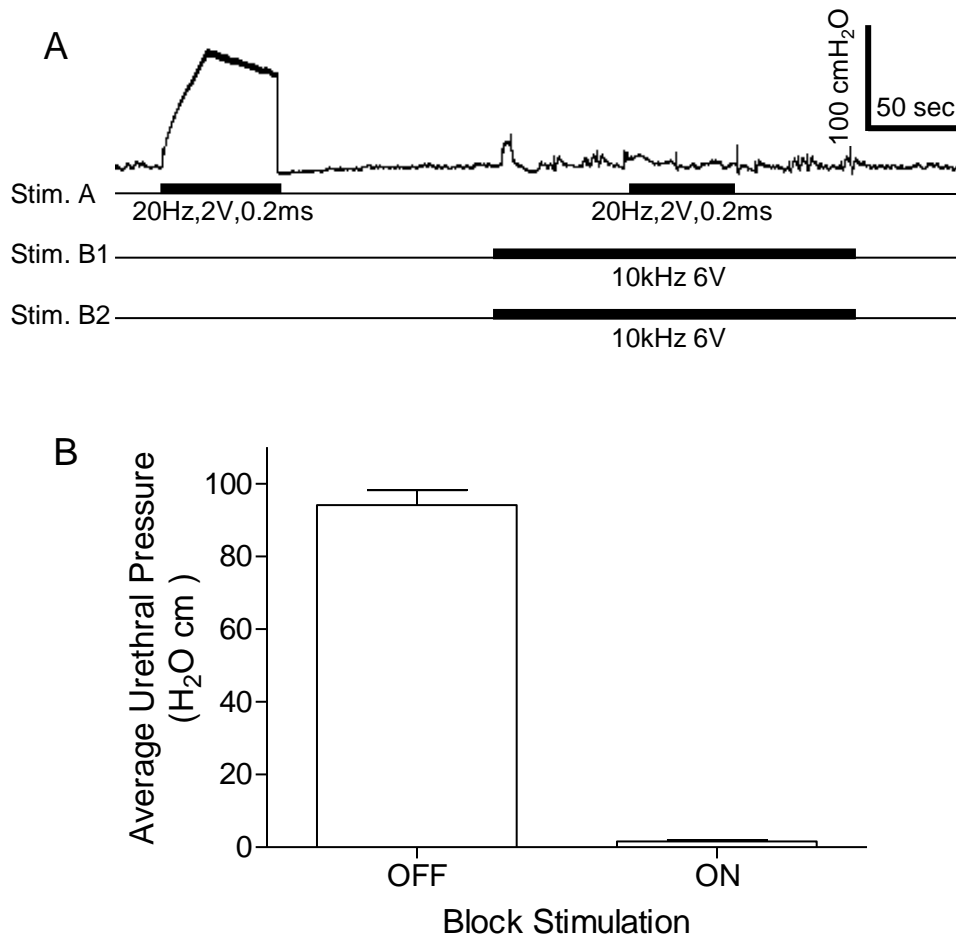 A
100 cmH₂O
50 sec
Stim. A
20Hz,2V,0.2ms
20Hz,2V,0.2ms
Stim. B1
10kHz 6V
Stim. B2
10kHz 6V
B
Average Urethral Pressure
(H₂O cm )
100
80
60
40
20
0
OFF
ON
Block Stimulation